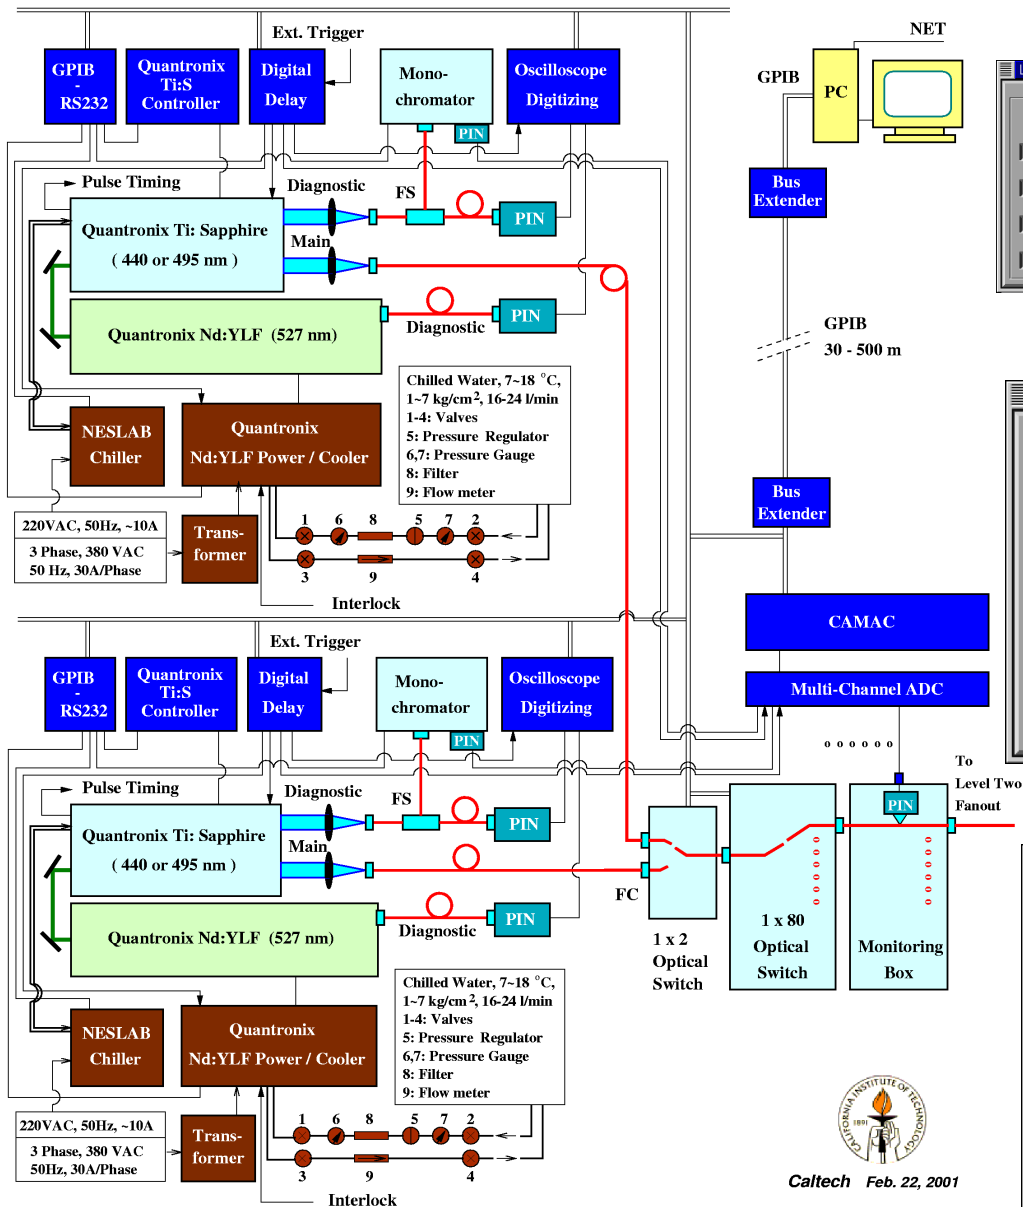 Ext. Trigger
NET
GPIB
-
RS232
Quantronix
Ti:S
Controller
Digital
Delay
Mono-
chromator
PIN
Oscilloscope
Digitizing
GPIB
PC
Pulse Timing
Diagnostic
FS
PIN
Bus
Extender
Quantronix Ti: Sapphire
( 440 or 495 nm )
Main
Quantronix Nd:YLF (527 nm)
Diagnostic
PIN
GPIB
30 - 500 m
Chilled Water, 7~18 °C,
1~7 kg/cm², 16-24 l/min
1-4: Valves
5: Pressure Regulator
6,7: Pressure Gauge
8: Filter
9: Flow meter
NESLAB
Chiller
Quantronix
Nd:YLF Power / Cooler
Bus
Extender
220VAC, 50Hz, ~10A
3 Phase, 380 VAC
50 Hz, 30A/Phase
Trans-
former
1 6 8 5 7 2
3 9 4
Interlock
CAMAC
Multi-Channel ADC
Ext. Trigger
GPIB
-
RS232
Quantronix
Ti:S
Controller
Digital
Delay
Mono-
chromator
PIN
Oscilloscope
Digitizing
Pulse Timing
Diagnostic
FS
PIN
To
Level Two
Fanout
PIN
Quantronix Ti: Sapphire
( 440 or 495 nm )
Main
FC
Quantronix Nd:YLF (527 nm)
Diagnostic
PIN
1 x 2
Optical
Switch
1 x 80
Optical
Switch
Monitoring
Box
Chilled Water, 7~18 °C,
1~7 kg/cm², 16-24 l/min
1-4: Valves
5: Pressure Regulator
6,7: Pressure Gauge
8: Filter
9: Flow meter
NESLAB
Chiller
Quantronix
Nd:YLF Power / Cooler
220VAC, 50Hz, ~10A
3 Phase, 380 VAC
50Hz, 30A/Phase
Trans-
former
1 6 8 5 7 2
3 9 4
Interlock
CALIFORNIA INSTITUTE OF TECHNOLOGY
1891
Caltech Feb. 22, 2001